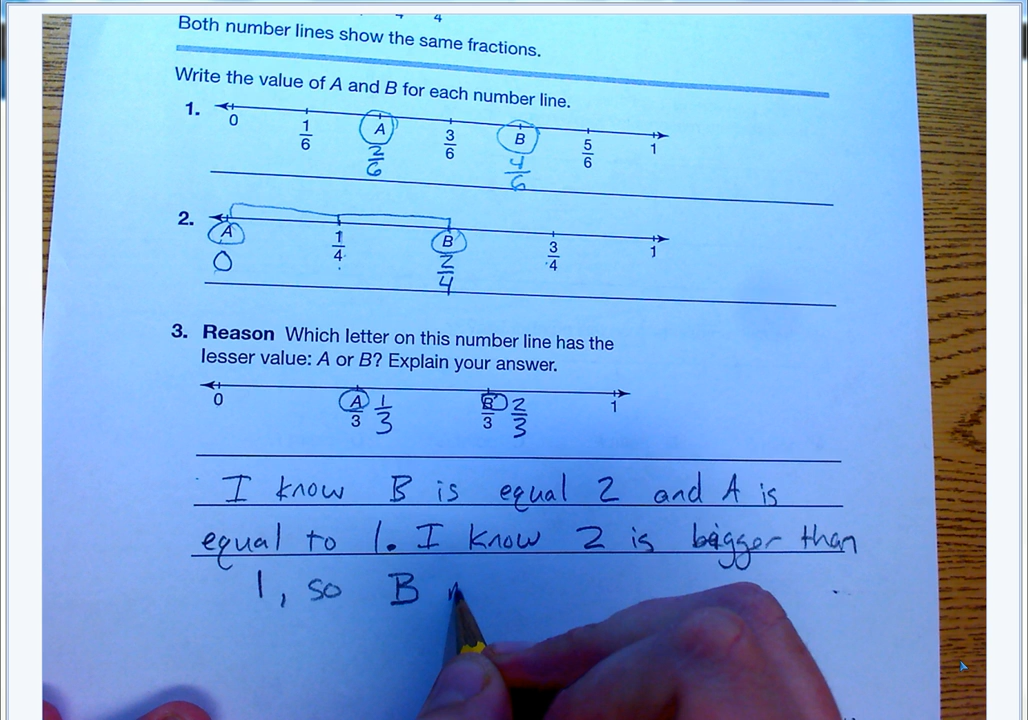 Both number lines show the same fractions.
Write the value of A and B for each number line.
1. 0 1/6 A 3/6 B 5/6 1
2/6 4/6
2. A 1/4 B 3/4 1
0 2/4
3. Reason Which letter on this number line has the
lesser value: A or B? Explain your answer.
0 A/3 1/3 B/3 2/3 1
I know B is equal 2 and A is
equal to 1. I know 2 is bigger than
1, so B